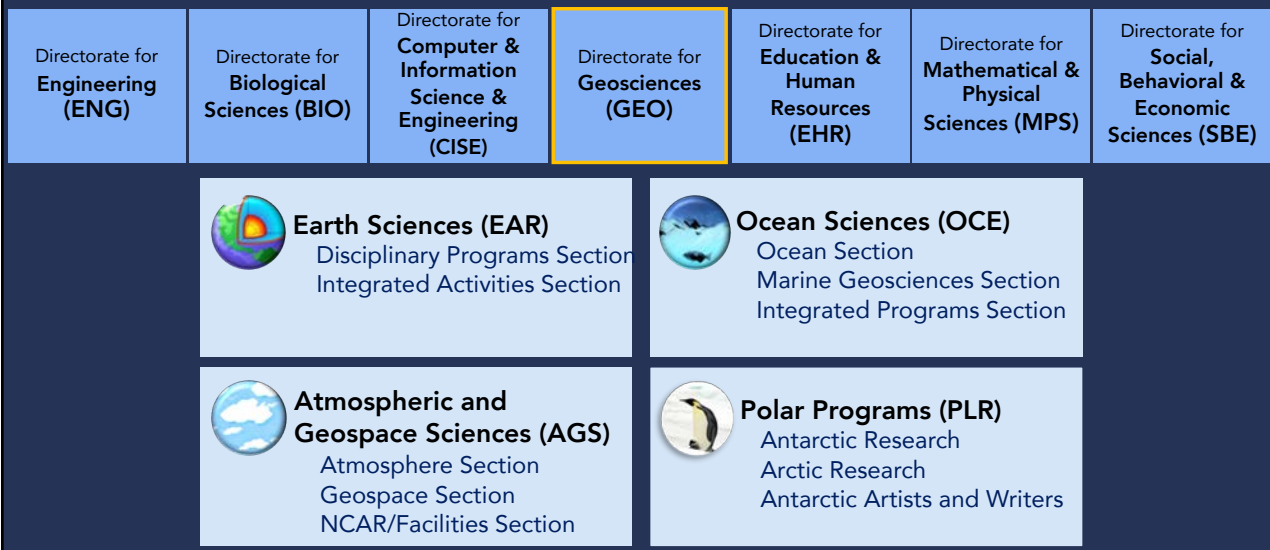 Directorate for
Engineering
(ENG)
Directorate for
Biological
Sciences (BIO)
Directorate for
Computer &
Information
Science &
Engineering
(CISE)
Directorate for
Geosciences
(GEO)
Directorate for
Education &
Human
Resources
(EHR)
Directorate for
Mathematical &
Physical
Sciences (MPS)
Directorate for
Social,
Behavioral &
Economic
Sciences (SBE)
Earth Sciences (EAR)
Disciplinary Programs Section
Integrated Activities Section
Ocean Sciences (OCE)
Ocean Section
Marine Geosciences Section
Integrated Programs Section
Atmospheric and
Geospace Sciences (AGS)
Atmosphere Section
Geospace Section
NCAR/Facilities Section
Polar Programs (PLR)
Antarctic Research
Arctic Research
Antarctic Artists and Writers